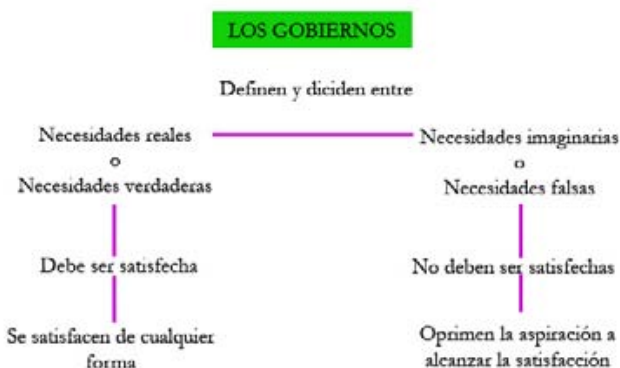 LOS GOBIERNOS
Definen y diciden entre
Necesidades reales
o
Necesidades verdaderas
Necesidades imaginarias
o
Necesidades falsas
Debe ser satisfecha
No deben ser satisfechas
Se satisfacen de cualquier
forma
Oprimen la aspiración a
alcanzar la satisfacción